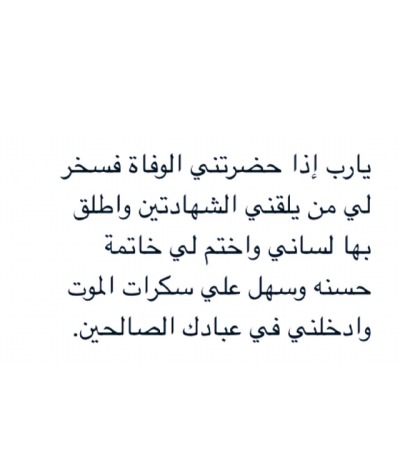 يارب إذا حضرتني الوفاة فسخر
لي من يلقني الشهادتين واطلق
بها لساني واختم لي خاتمة
حسنه وسهل علي سكرات الموت
وادخلني في عبادك الصالحين.